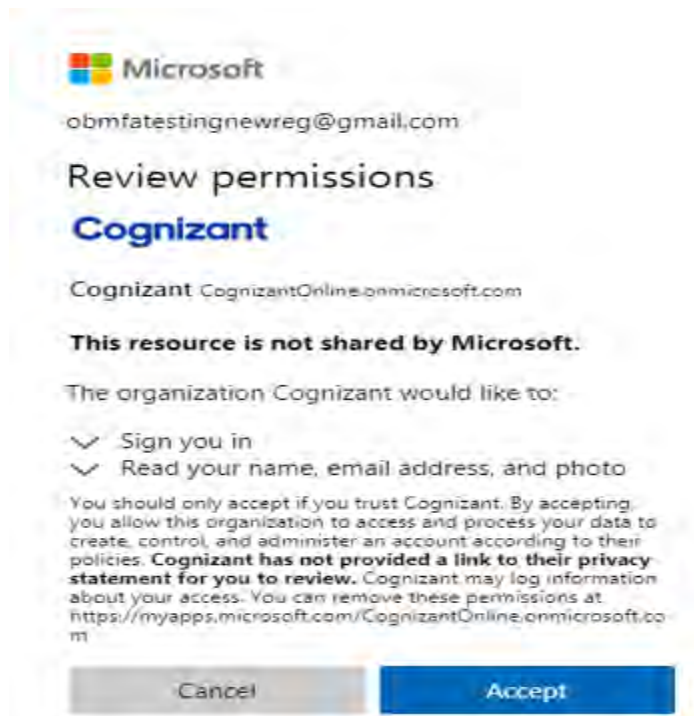 Microsoft
obmfatestingnewreg@gmail.com
Review permissions
Cognizant
Cognizant CognizantOnline.onmicrosoft.com
This resource is not shared by Microsoft.
The organization Cognizant would like to:
Sign you in
Read your name, email address, and photo
You should only accept if you trust Cognizant. By accepting,
you allow this organization to access and process your data to
create, control, and administer an account according to their
policies. Cognizant has not provided a link to their privacy
statement for you to review. Cognizant may log information
about your access. You can remove these permissions at
https://myapps.microsoft.com/CognizantOnline.onmicrosoft.co
m
Cancel Accept